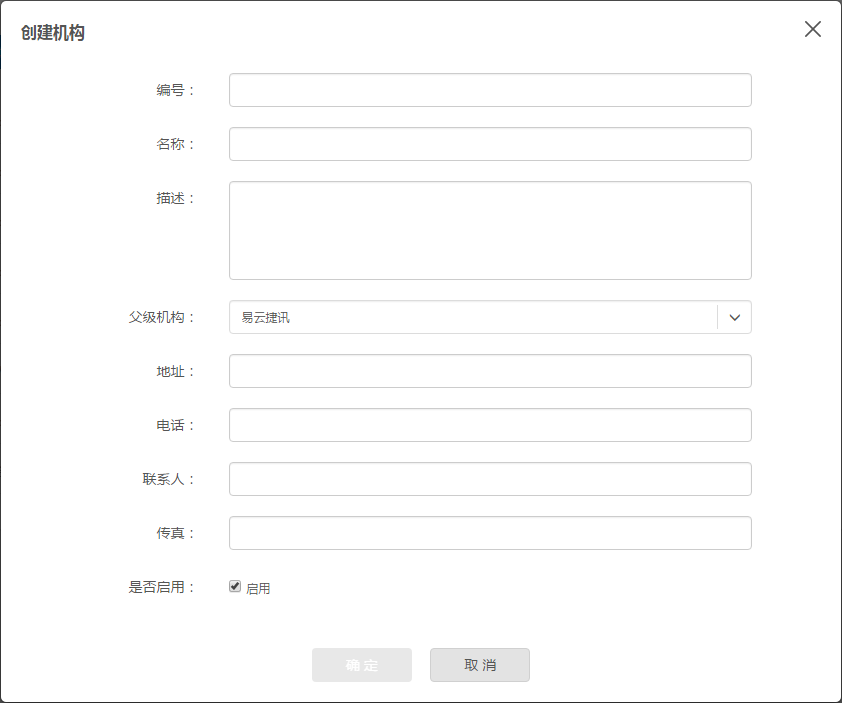 创建机构
编号：
名称：
描述：
父级机构： 易云捷讯
地址：
电话：
联系人：
传真：
是否启用： 启用
确 定 取 消